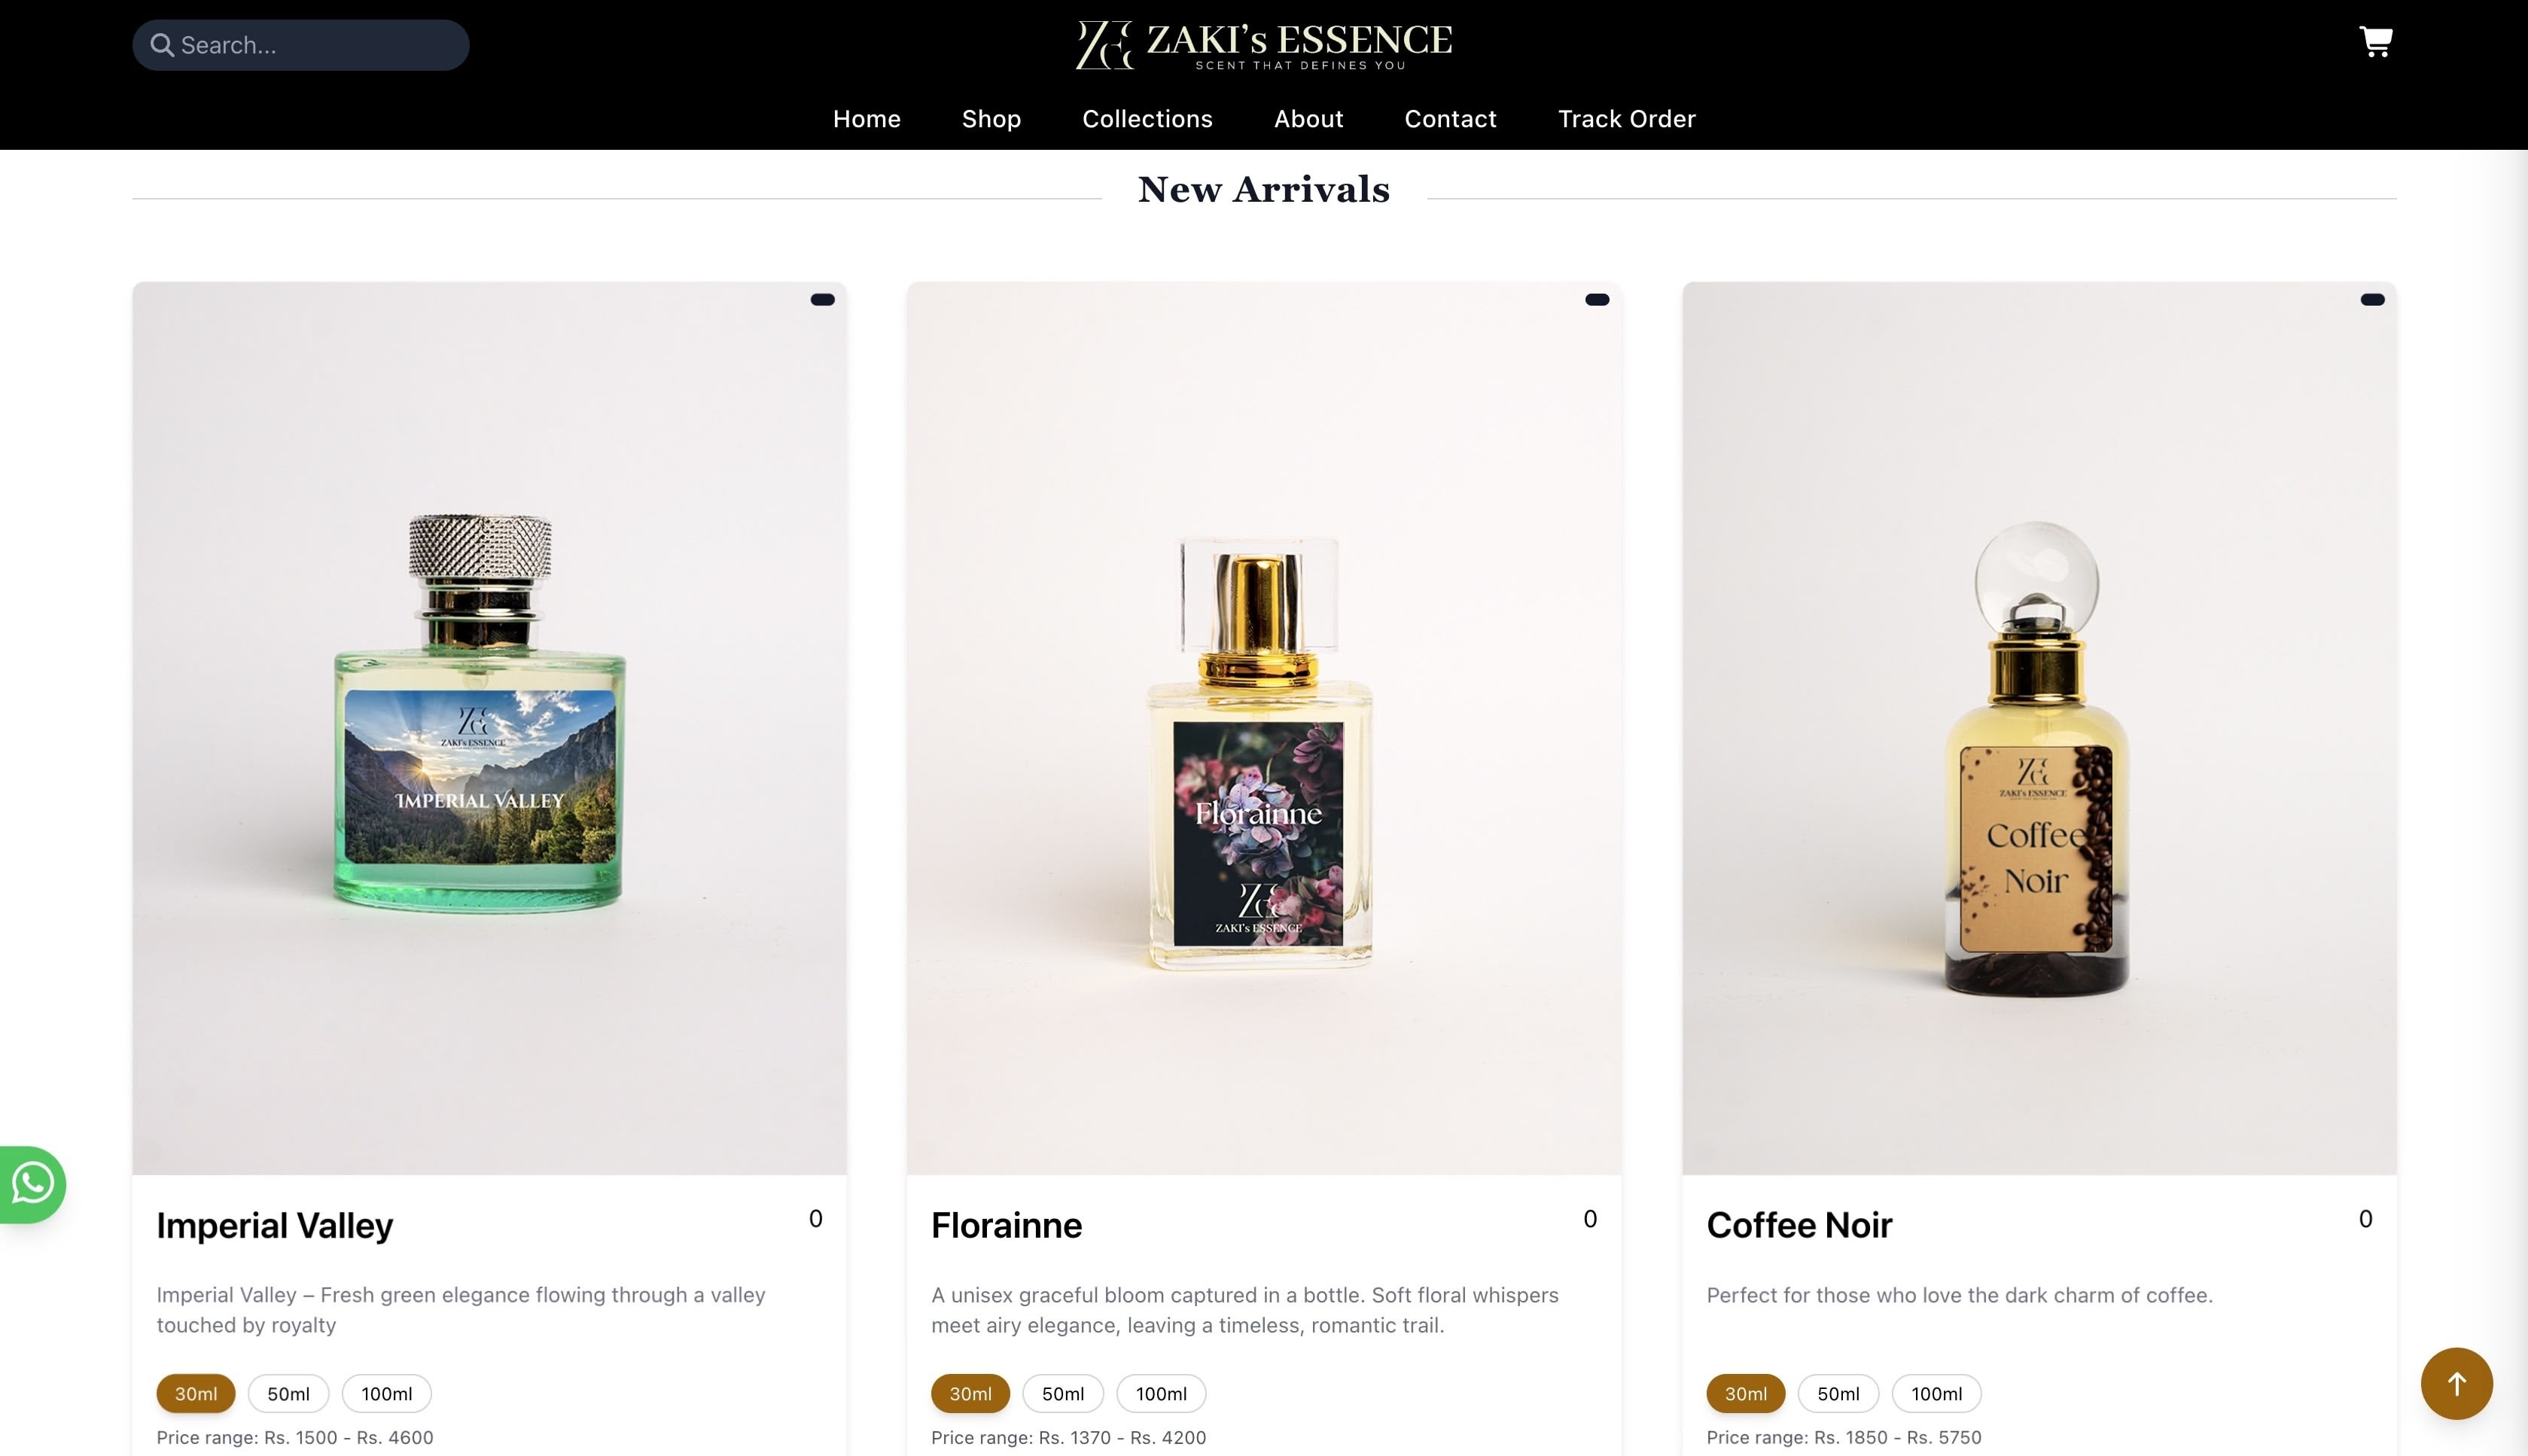 Search...
ZE ZAKI's ESSENCE
SCENT THAT DEFINES YOU
Home Shop Collections About Contact Track Order
New Arrivals
ZE
ZAKI's ESSENCE
IMPERIAL VALLEY
Florainne
ZE
ZAKI's ESSENCE
ZE
ZAKI's ESSENCE
Coffee
Noir
Imperial Valley 0
Florainne 0
Coffee Noir 0
Imperial Valley – Fresh green elegance flowing through a valley
touched by royalty
A unisex graceful bloom captured in a bottle. Soft floral whispers
meet airy elegance, leaving a timeless, romantic trail.
Perfect for those who love the dark charm of coffee.
30ml 50ml 100ml
30ml 50ml 100ml
30ml 50ml 100ml
Price range: Rs. 1500 - Rs. 4600
Price range: Rs. 1370 - Rs. 4200
Price range: Rs. 1850 - Rs. 5750